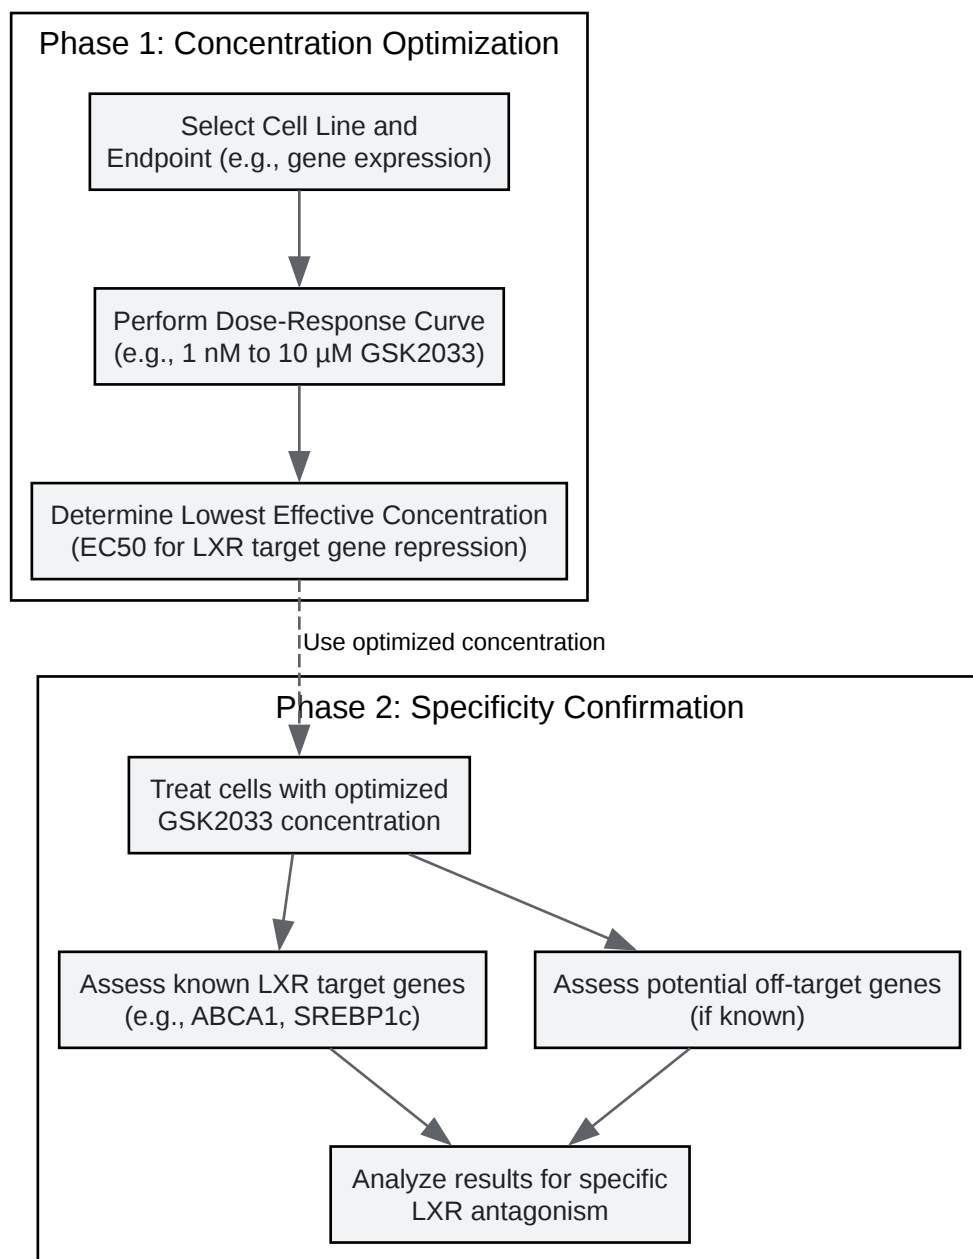 Phase 1: Concentration Optimization
Select Cell Line and
Endpoint (e.g., gene expression)
Perform Dose-Response Curve
(e.g., 1 nM to 10 µM GSK2033)
Determine Lowest Effective Concentration
(EC50 for LXR target gene repression)
Use optimized concentration
Phase 2: Specificity Confirmation
Treat cells with optimized
GSK2033 concentration
Assess known LXR target genes
(e.g., ABCA1, SREBP1c)
Assess potential off-target genes
(if known)
Analyze results for specific
LXR antagonism